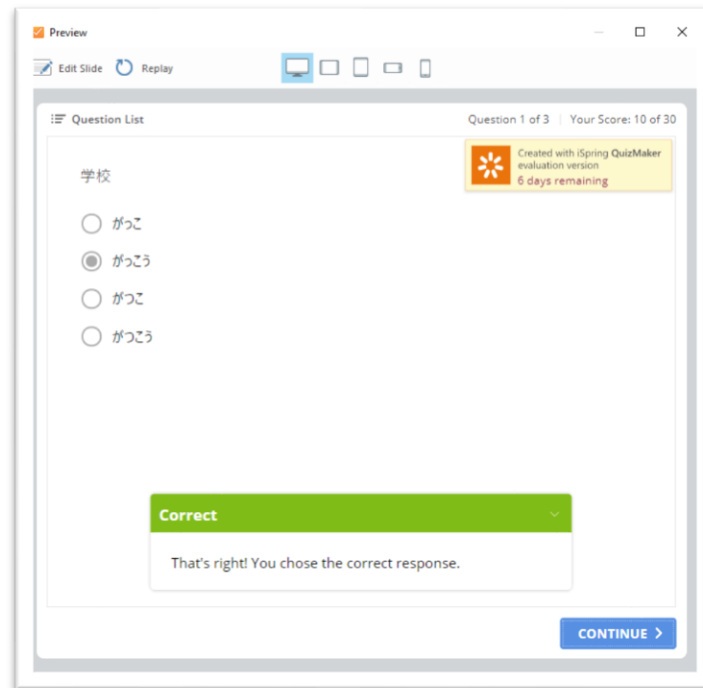 Preview
Edit Slide Replay
Question List Question 1 of 3 Your Score: 10 of 30
Created with iSpring QuizMaker
evaluation version
6 days remaining
学校
がっこ
がっこう
がつこ
がつこう
Correct
That's right! You chose the correct response.
CONTINUE